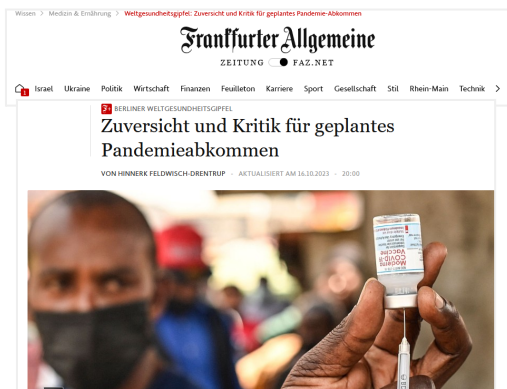 Wissen > Medizin & Ernährung > Weltgesundheitsgipfel: Zuversicht und Kritik für geplantes Pandemie-Abkommen
Frankfurter Allgemeine
ZEITUNG FAZ.NET
1 Israel Ukraine Politik Wirtschaft Finanzen Feuilleton Karriere Sport Gesellschaft Stil Rhein-Main Technik >
F+ BERLINER WELTGESUNDHEITSGIPFEL
Zuversicht und Kritik für geplantes
Pandemieabkommen
VON HINNERK FELDWISCH-DRENTRUP - AKTUALISIERT AM 16.10.2023 - 20:00
Moderna
COVID-19
Vaccine